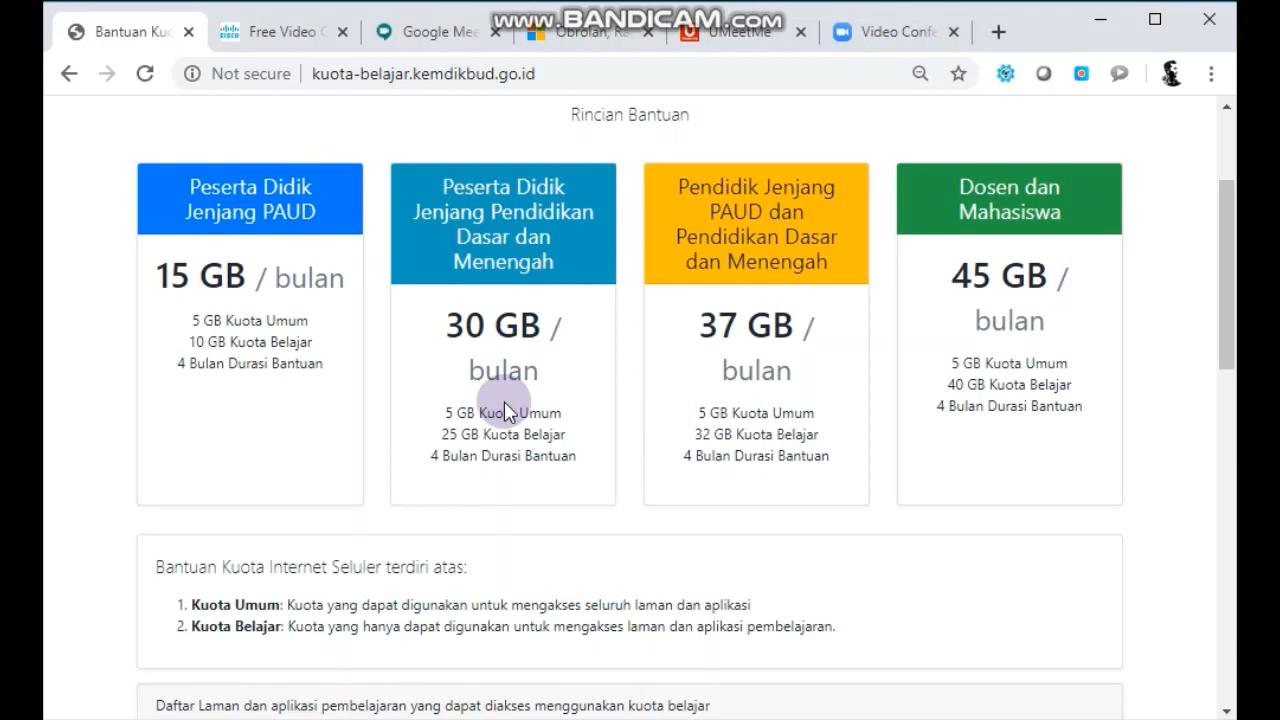 www.BANDICAM.com
Bantuan Kuo
Free Video C
Google Mee
Obrolan, Ra
UMeetMe
Video Confe
Not secure
kuota-belajar.kemdikbud.go.id
Rincian Bantuan
Peserta Didik
Jenjang PAUD
15 GB / bulan
5 GB Kuota Umum
10 GB Kuota Belajar
4 Bulan Durasi Bantuan
Peserta Didik
Jenjang Pendidikan
Dasar dan
Menengah
30 GB /
bulan
5 GB Kuota Umum
25 GB Kuota Belajar
4 Bulan Durasi Bantuan
Pendidik Jenjang
PAUD dan
Pendidikan Dasar
dan Menengah
37 GB /
bulan
5 GB Kuota Umum
32 GB Kuota Belajar
4 Bulan Durasi Bantuan
Dosen dan
Mahasiswa
45 GB /
bulan
5 GB Kuota Umum
40 GB Kuota Belajar
4 Bulan Durasi Bantuan
Bantuan Kuota Internet Seluler terdiri atas:
1. Kuota Umum: Kuota yang dapat digunakan untuk mengakses seluruh laman dan aplikasi
2. Kuota Belajar: Kuota yang hanya dapat digunakan untuk mengakses laman dan aplikasi pembelajaran.
Daftar Laman dan aplikasi pembelajaran yang dapat diakses menggunakan kuota belajar